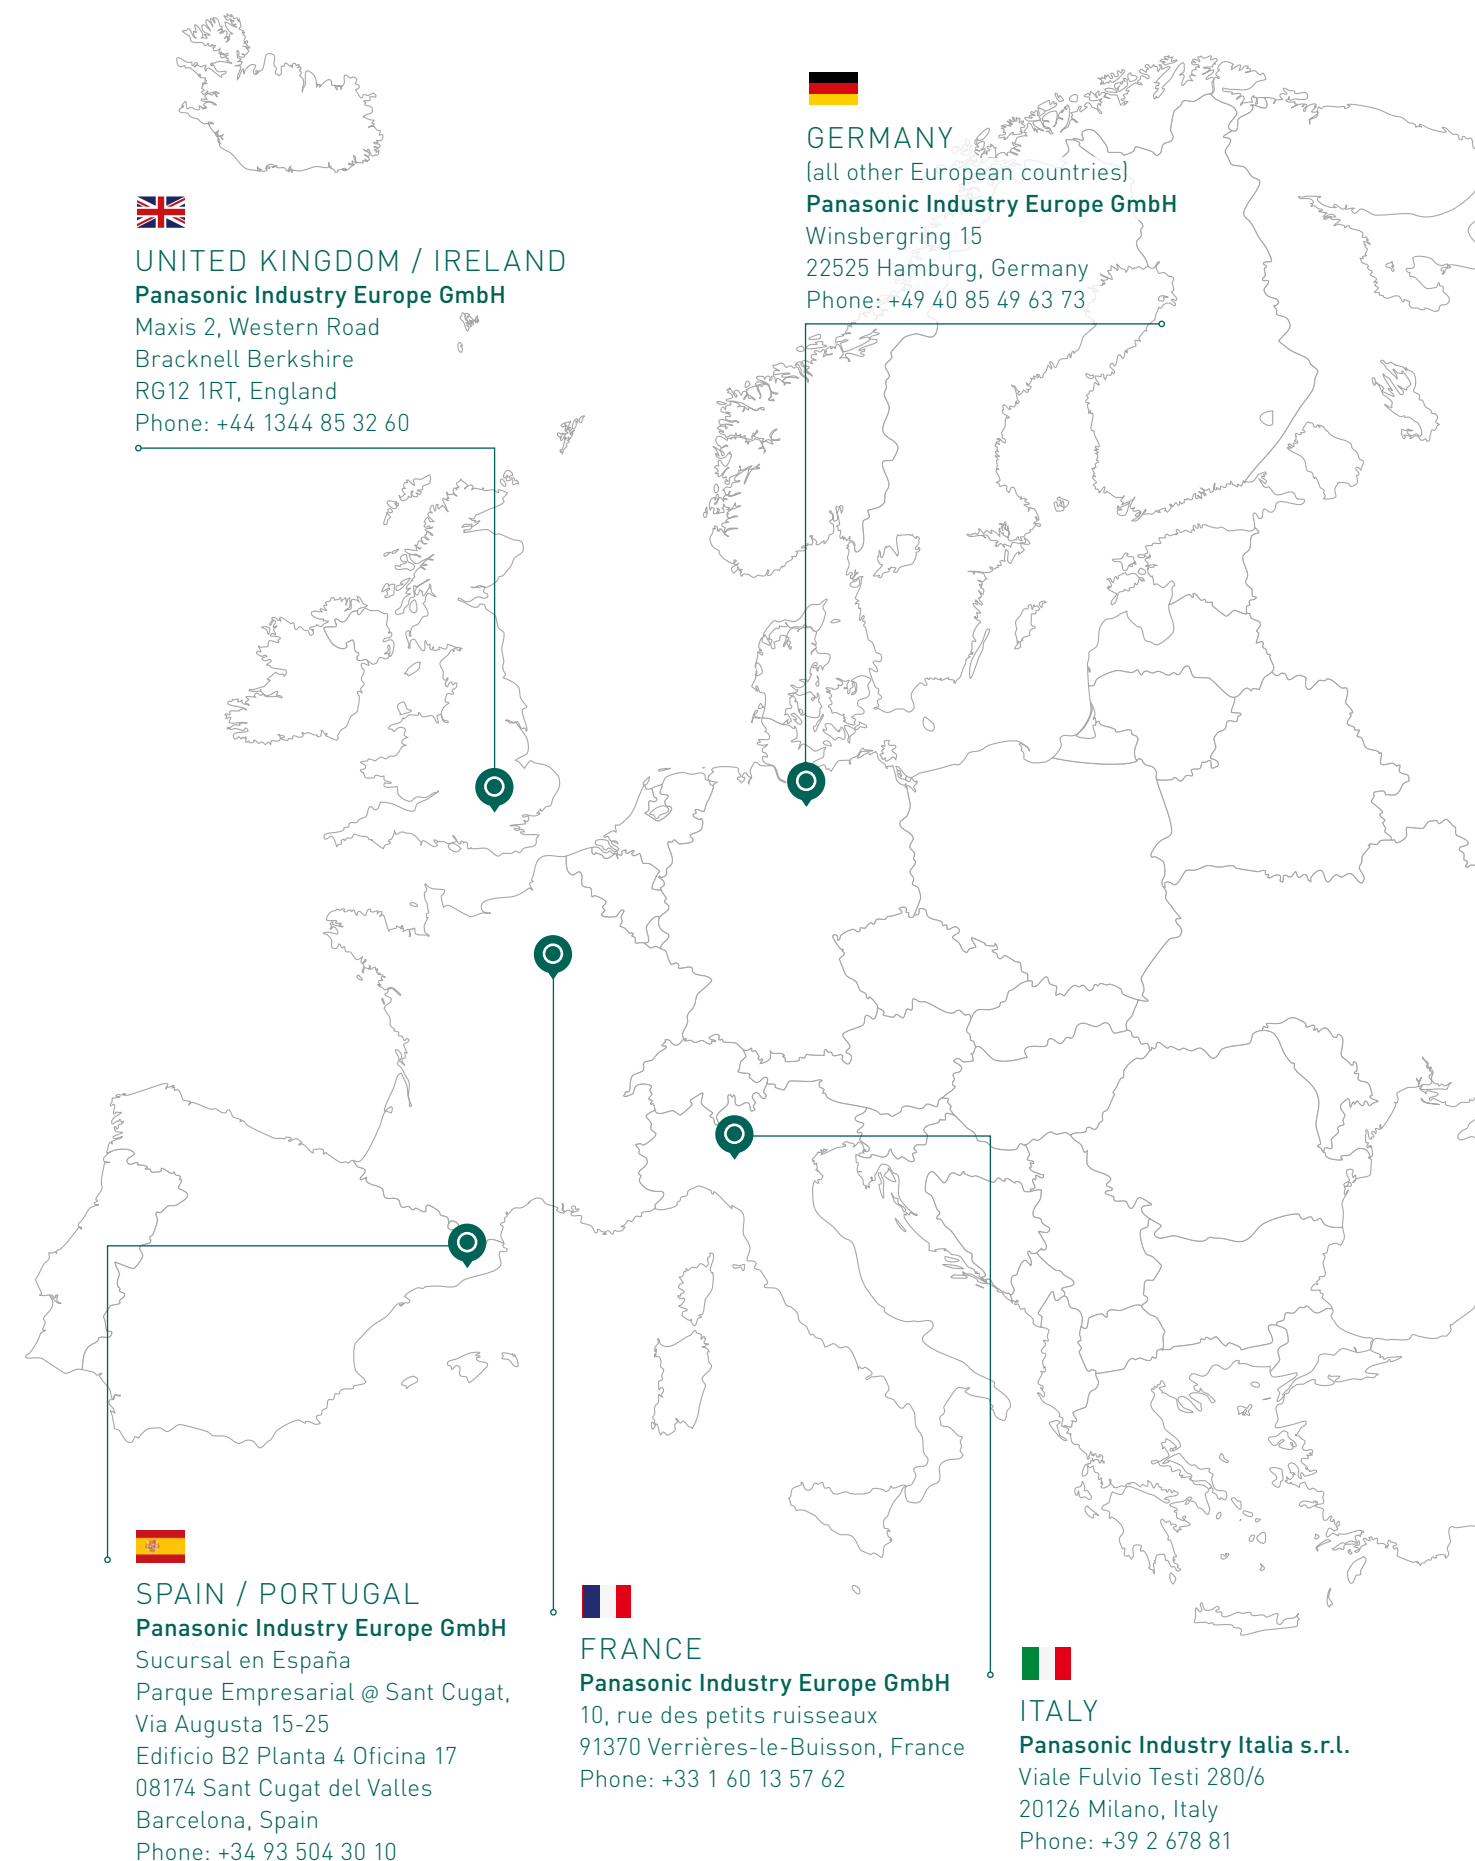 GERMANY
(all other European countries)
Panasonic Industry Europe GmbH
Winsbergring 15
22525 Hamburg, Germany
Phone: +49 40 85 49 63 73
UNITED KINGDOM / IRELAND
Panasonic Industry Europe GmbH
Maxis 2, Western Road
Bracknell Berkshire
RG12 1RT, England
Phone: +44 1344 85 32 60
SPAIN / PORTUGAL
Panasonic Industry Europe GmbH
Sucursal en España
Parque Empresarial @ Sant Cugat,
Via Augusta 15-25
Edificio B2 Planta 4 Oficina 17
08174 Sant Cugat del Valles
Barcelona, Spain
Phone: +34 93 504 30 10
FRANCE
Panasonic Industry Europe GmbH
10, rue des petits ruisseaux
91370 Verrières-le-Buisson, France
Phone: +33 1 60 13 57 62
ITALY
Panasonic Industry Italia s.r.l.
Viale Fulvio Testi 280/6
20126 Milano, Italy
Phone: +39 2 678 81